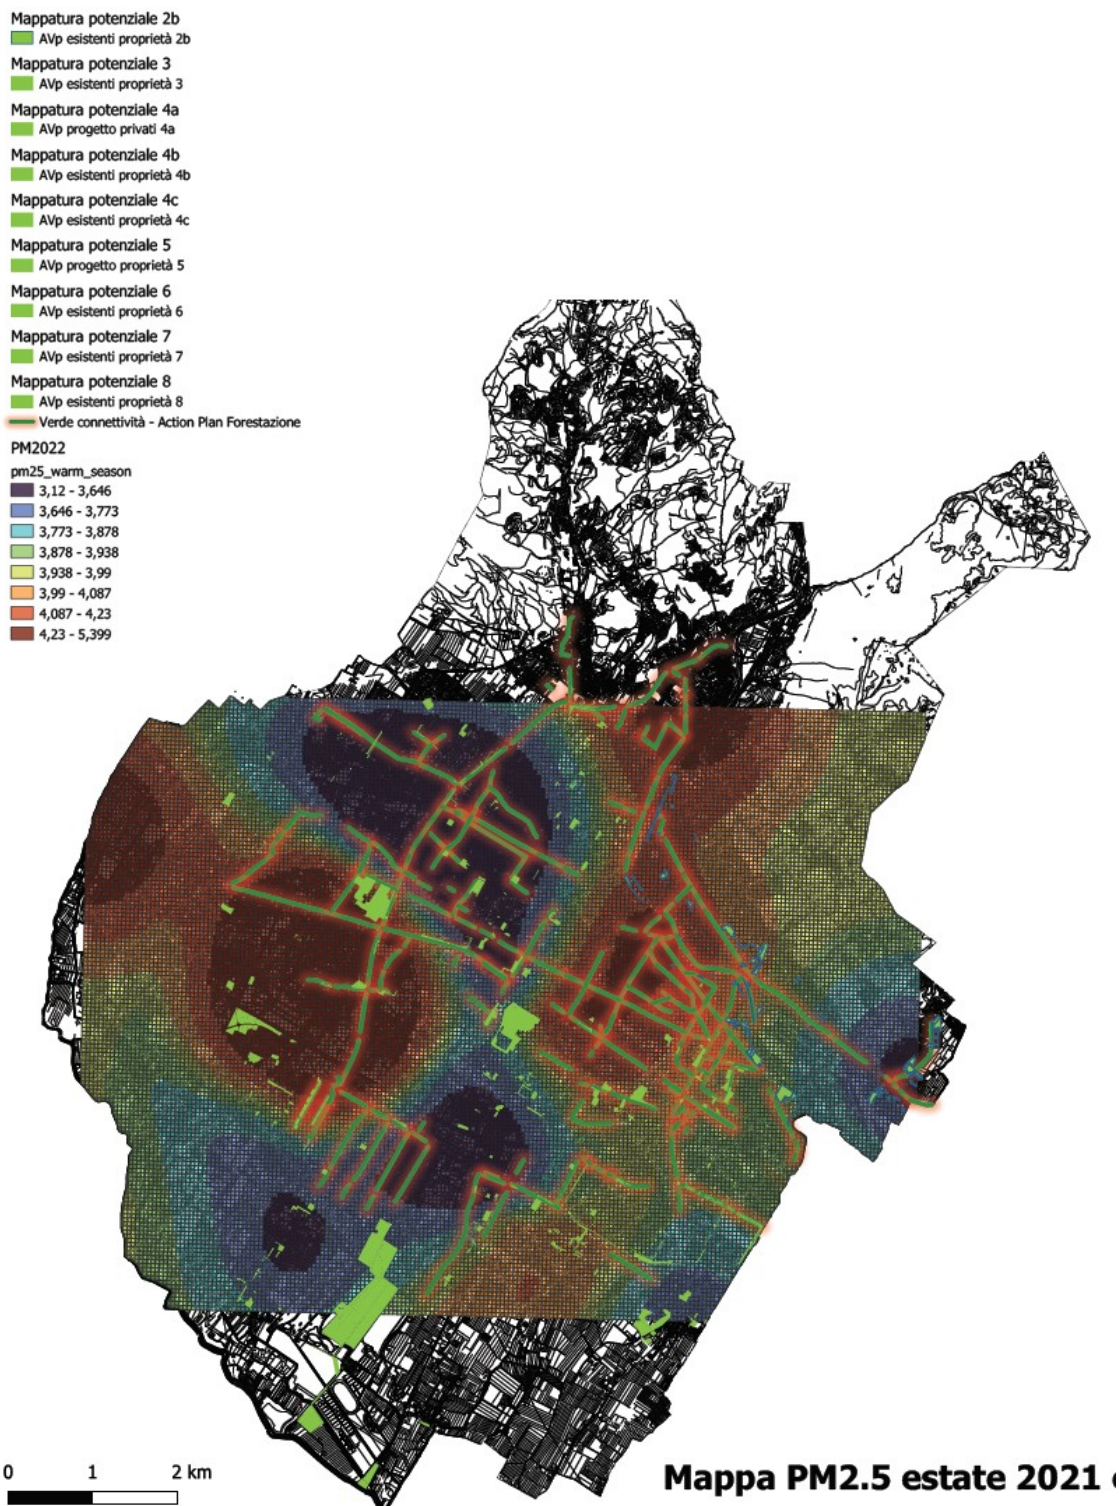 Mappatura potenziale 2b
AVp esistenti proprietà 2b
Mappatura potenziale 3
AVp esistenti proprietà 3
Mappatura potenziale 4a
AVp progetto privati 4a
Mappatura potenziale 4b
AVp esistenti proprietà 4b
Mappatura potenziale 4c
AVp esistenti proprietà 4c
Mappatura potenziale 5
AVp progetto proprietà 5
Mappatura potenziale 6
AVp esistenti proprietà 6
Mappatura potenziale 7
AVp esistenti proprietà 7
Mappatura potenziale 8
AVp esistenti proprietà 8
Verde connettività - Action Plan Forestazione
PM2022
pm25_warm_season
3,12 - 3,646
3,646 - 3,773
3,773 - 3,878
3,878 - 3,938
3,938 - 3,99
3,99 - 4,087
4,087 - 4,23
4,23 - 5,399
0 1 2 km
Mappa PM2.5 estate 2021